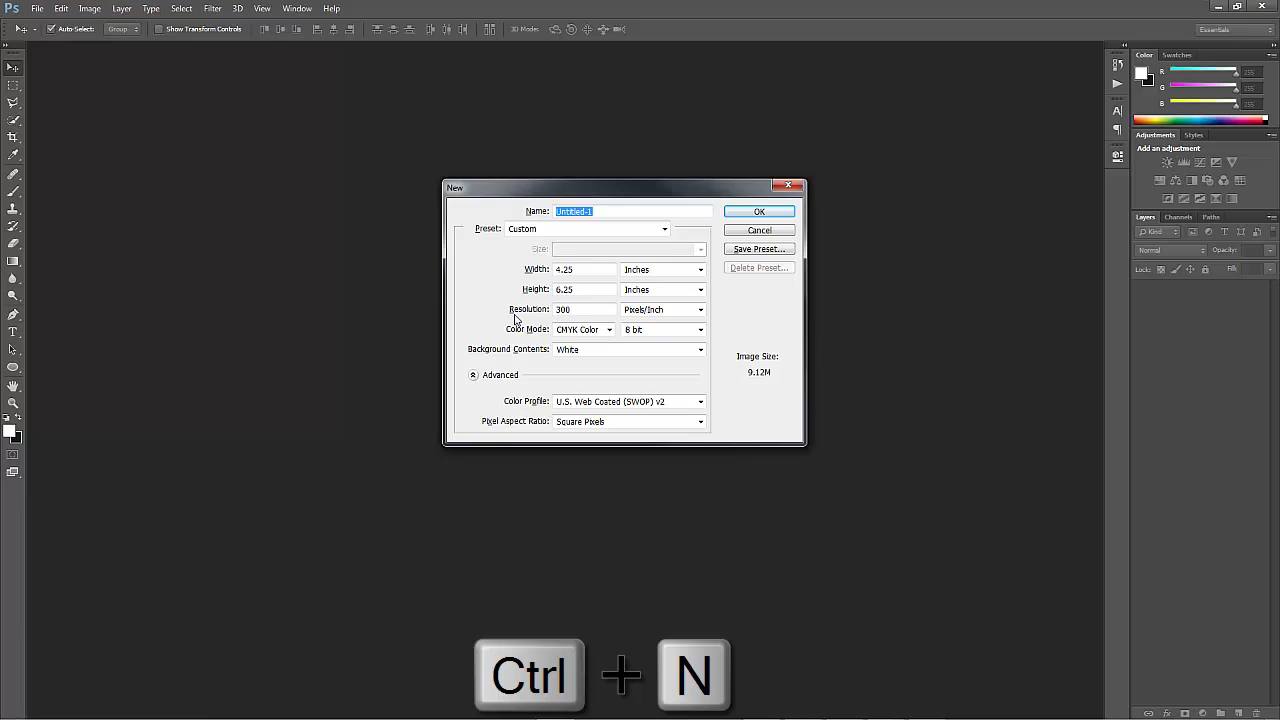 Ps File Edit Image Layer Type Select Filter 3D View Window Help
Auto-Select: Group Show Transform Controls 3D Mode: Essentials
Color Swatches
R 255
G 255
B 255
Adjustments Styles
Add an adjustment
Layers Channels Paths
Kind
Normal Opacity:
Lock: Fill:
New
Name: Untitled-1 OK
Preset: Custom Cancel
Size: Save Preset...
Width: 4.25 Inches Delete Preset...
Height: 6.25 Inches
Resolution: 300 Pixels/Inch
Color Mode: CMYK Color 8 bit
Background Contents: White Image Size:
9.12M
Advanced
Color Profile: U.S. Web Coated (SWOP) v2
Pixel Aspect Ratio: Square Pixels
Ctrl + N